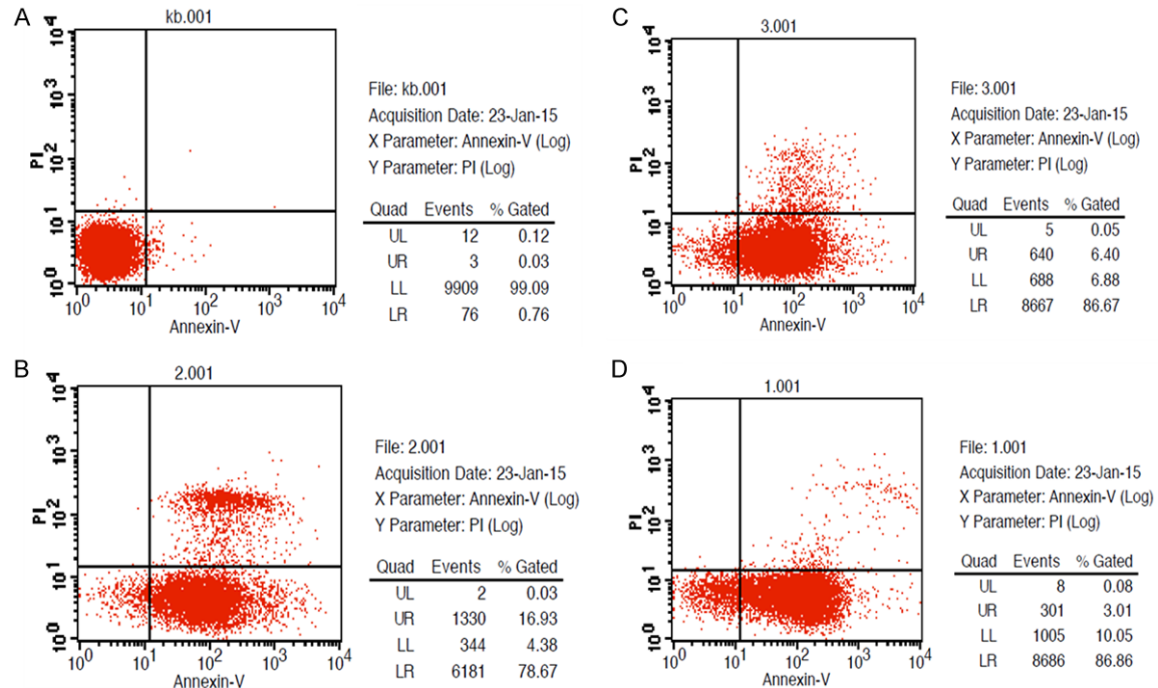 A
kb.001
PI
10^4
10^3
10^2
10^1
10^0
10^0 10^1 10^2 10^3 10^4
Annexin-V
File: kb.001
Acquisition Date: 23-Jan-15
X Parameter: Annexin-V (Log)
Y Parameter: PI (Log)
Quad Events % Gated
UL 12 0.12
UR 3 0.03
LL 9909 99.09
LR 76 0.76
C
3.001
PI
10^4
10^3
10^2
10^1
10^0
10^0 10^1 10^2 10^3 10^4
Annexin-V
File: 3.001
Acquisition Date: 23-Jan-15
X Parameter: Annexin-V (Log)
Y Parameter: PI (Log)
Quad Events % Gated
UL 5 0.05
UR 640 6.40
LL 688 6.88
LR 8667 86.67
B
2.001
PI
10^4
10^3
10^2
10^1
10^0
10^0 10^1 10^2 10^3 10^4
Annexin-V
File: 2.001
Acquisition Date: 23-Jan-15
X Parameter: Annexin-V (Log)
Y Parameter: PI (Log)
Quad Events % Gated
UL 2 0.03
UR 1330 16.93
LL 344 4.38
LR 6181 78.67
D
1.001
PI
10^4
10^3
10^2
10^1
10^0
10^0 10^1 10^2 10^3 10^4
Annexin-V
File: 1.001
Acquisition Date: 23-Jan-15
X Parameter: Annexin-V (Log)
Y Parameter: PI (Log)
Quad Events % Gated
UL 8 0.08
UR 301 3.01
LL 1005 10.05
LR 8686 86.86